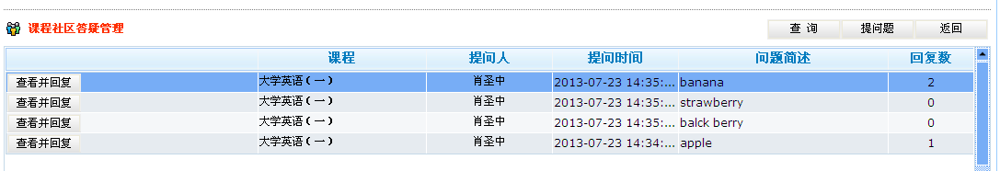 课程社区答疑管理 查 询 提问题 返回
课程 提问人 提问时间 问题简述 回复数
查看并回复 大学英语（一） 肖圣中 2013-07-23 14:35:... banana 2
查看并回复 大学英语（一） 肖圣中 2013-07-23 14:35:... strawberry 0
查看并回复 大学英语（一） 肖圣中 2013-07-23 14:35:... balck berry 0
查看并回复 大学英语（一） 肖圣中 2013-07-23 14:34:... apple 1